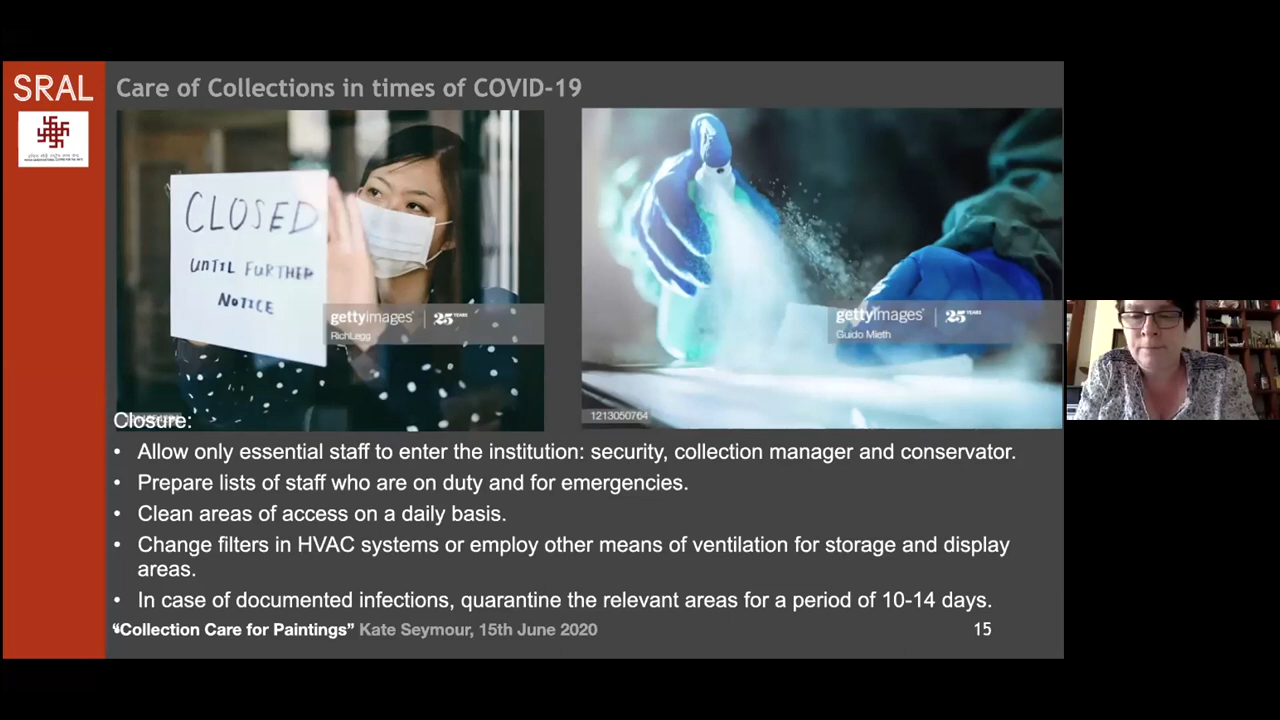 SRAL
Care of Collections in times of COVID-19
CLOSED
UNTIL FURTHER
NOTICE
gettyimages® | 25 YEARS
RichLegg
gettyimages® | 25 YEARS
Guido Mieth
1213050764
Closure:
• Allow only essential staff to enter the institution: security, collection manager and conservator.
• Prepare lists of staff who are on duty and for emergencies.
• Clean areas of access on a daily basis.
• Change filters in HVAC systems or employ other means of ventilation for storage and display
areas.
• In case of documented infections, quarantine the relevant areas for a period of 10-14 days.
“Collection Care for Paintings” Kate Seymour, 15th June 2020
15